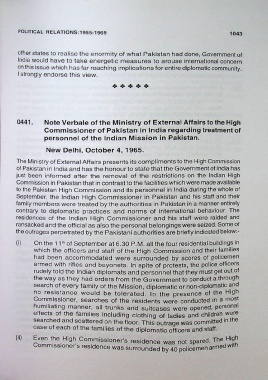 POLITICAL RELATIONS:1965-1969 1043
other states to realise the enormity of what Pakistan had done, Government of
India would have to take energetic measures to arouse international concern
on this issue which has far reaching implications for entire diplomatic community.
I strongly endorse this view.
✥ ✥ ✥ ✥ ✥
0441. Note Verbale of the Ministry of External Affairs to the High
Commissioner of Pakistan in India regarding treatment of
personnel of the Indian Mission in Pakistan.
New Delhi, October 4, 1965.
The Ministry of External Affairs presents its compliments to the High Commission
of Pakistan in India and has the honour to state that the Government of India has
just been informed after the removal of the restrictions on the Indian High
Commission in Pakistan that in contrast to the facilities which were made available
to the Pakistan High Commission and its personnel in India during the whole of
September, the Indian High Commissioner in Pakistan and his staff and their
family members were treated by the authorities in Pakistan in a manner entirely
contrary to diplomatic practices and norms of international behaviour. The
residences of the Indian High Commissioner and his staff were raided and
ransacked and the official as also the personal belongings were seized. Some of
the outrages perpetrated by the Pakistani authorities are briefly indicated below:-
(i) On the 11th of September at 6.30 P.M. all the four residential buildings in
which the officers and staff of the High Commission and their families
had been accommodated were surrounded by scores of policemen
armed with rifles and bayonets. In spite of protests, the police officers
rudely told the Indian diplomats and personnel that they must get out of
the way as they had orders from the Government to conduct a thorough
search of every family of the Mission, diplomatic or non-diplomatic and
no resistance would be tolerated. In the presence of the High
Commissioner, searches of the residents were conducted in a most
humiliating manner, all trunks and suitcases were opened, personal
effects of the families including clothing of ladies and children were
searched and scattered on the floor. This outrage was committed in the
case of each of the families of the diplomatic officers and staff.
(ii) Even the High Commissioner's residence was not spared. The High
Commissioner's residence was surrounded by 40 policemen armed with